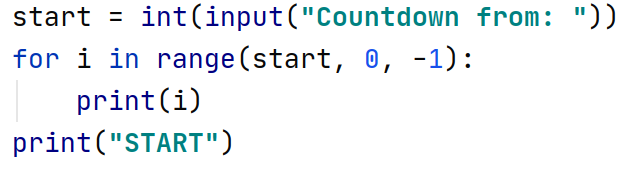 start = int(input("Countdown from: "))
for i in range(start, 0, -1):
    print(i)
print("START")